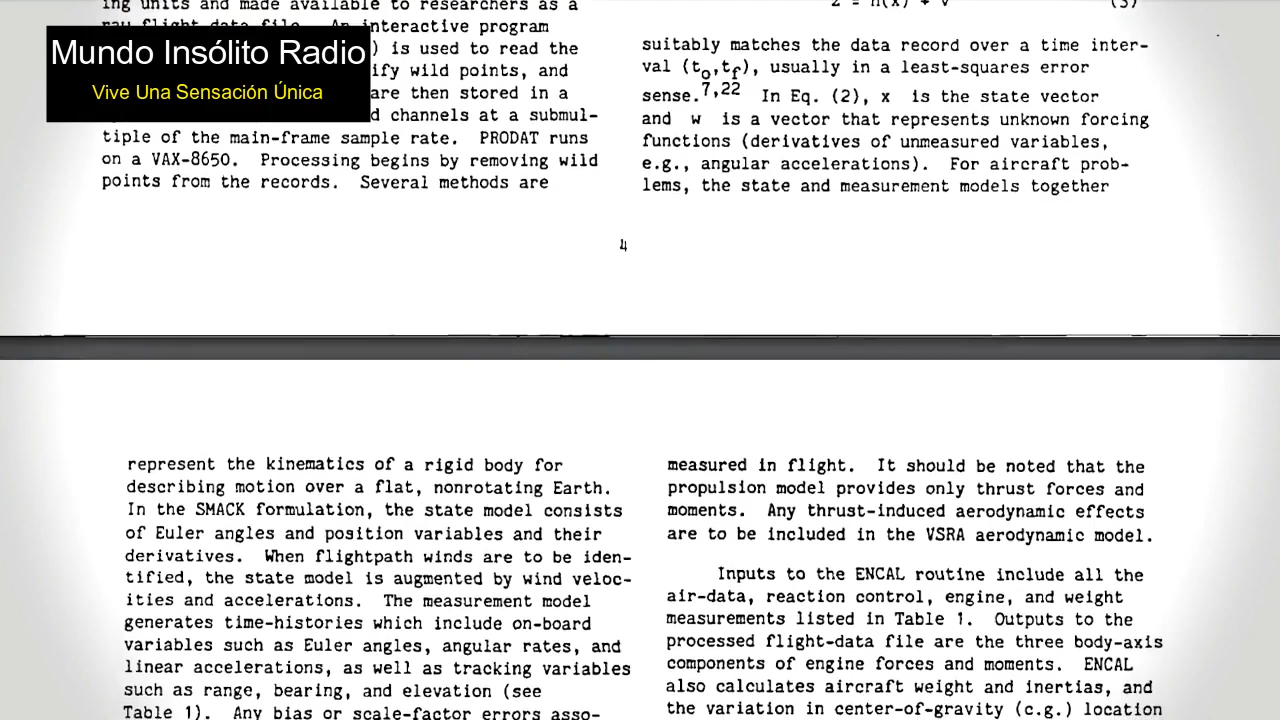 ing units and made available to researchers as a
raw flight data file. An interactive program
Mundo Insólito Radio
Vive Una Sensación Única
) is used to read the
ify wild points, and
are then stored in a
d channels at a submul-
tiple of the main-frame sample rate. PRODAT runs
on a VAX-8650. Processing begins by removing wild
points from the records. Several methods are
z = h(x) + v (3)
suitably matches the data record over a time inter-
val (to,tf), usually in a least-squares error
sense.7,22 In Eq. (2), x is the state vector
and w is a vector that represents unknown forcing
functions (derivatives of unmeasured variables,
e.g., angular accelerations). For aircraft prob-
lems, the state and measurement models together
4
represent the kinematics of a rigid body for
describing motion over a flat, nonrotating Earth.
In the SMACK formulation, the state model consists
of Euler angles and position variables and their
derivatives. When flightpath winds are to be iden-
tified, the state model is augmented by wind veloc-
ities and accelerations. The measurement model
generates time-histories which include on-board
variables such as Euler angles, angular rates, and
linear accelerations, as well as tracking variables
such as range, bearing, and elevation (see
Table 1). Any bias or scale-factor errors asso-
measured in flight. It should be noted that the
propulsion model provides only thrust forces and
moments. Any thrust-induced aerodynamic effects
are to be included in the VSRA aerodynamic model.
Inputs to the ENCAL routine include all the
air-data, reaction control, engine, and weight
measurements listed in Table 1. Outputs to the
processed flight-data file are the three body-axis
components of engine forces and moments. ENCAL
also calculates aircraft weight and inertias, and
the variation in center-of-gravity (c.g.) location